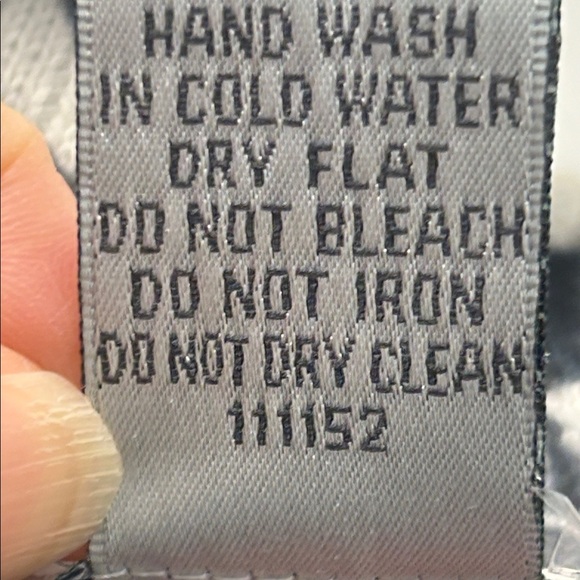 HAND WASH
IN COLD WATER
DRY FLAT
DO NOT BLEACH
DO NOT IRON
DO NOT DRY CLEAN
111152